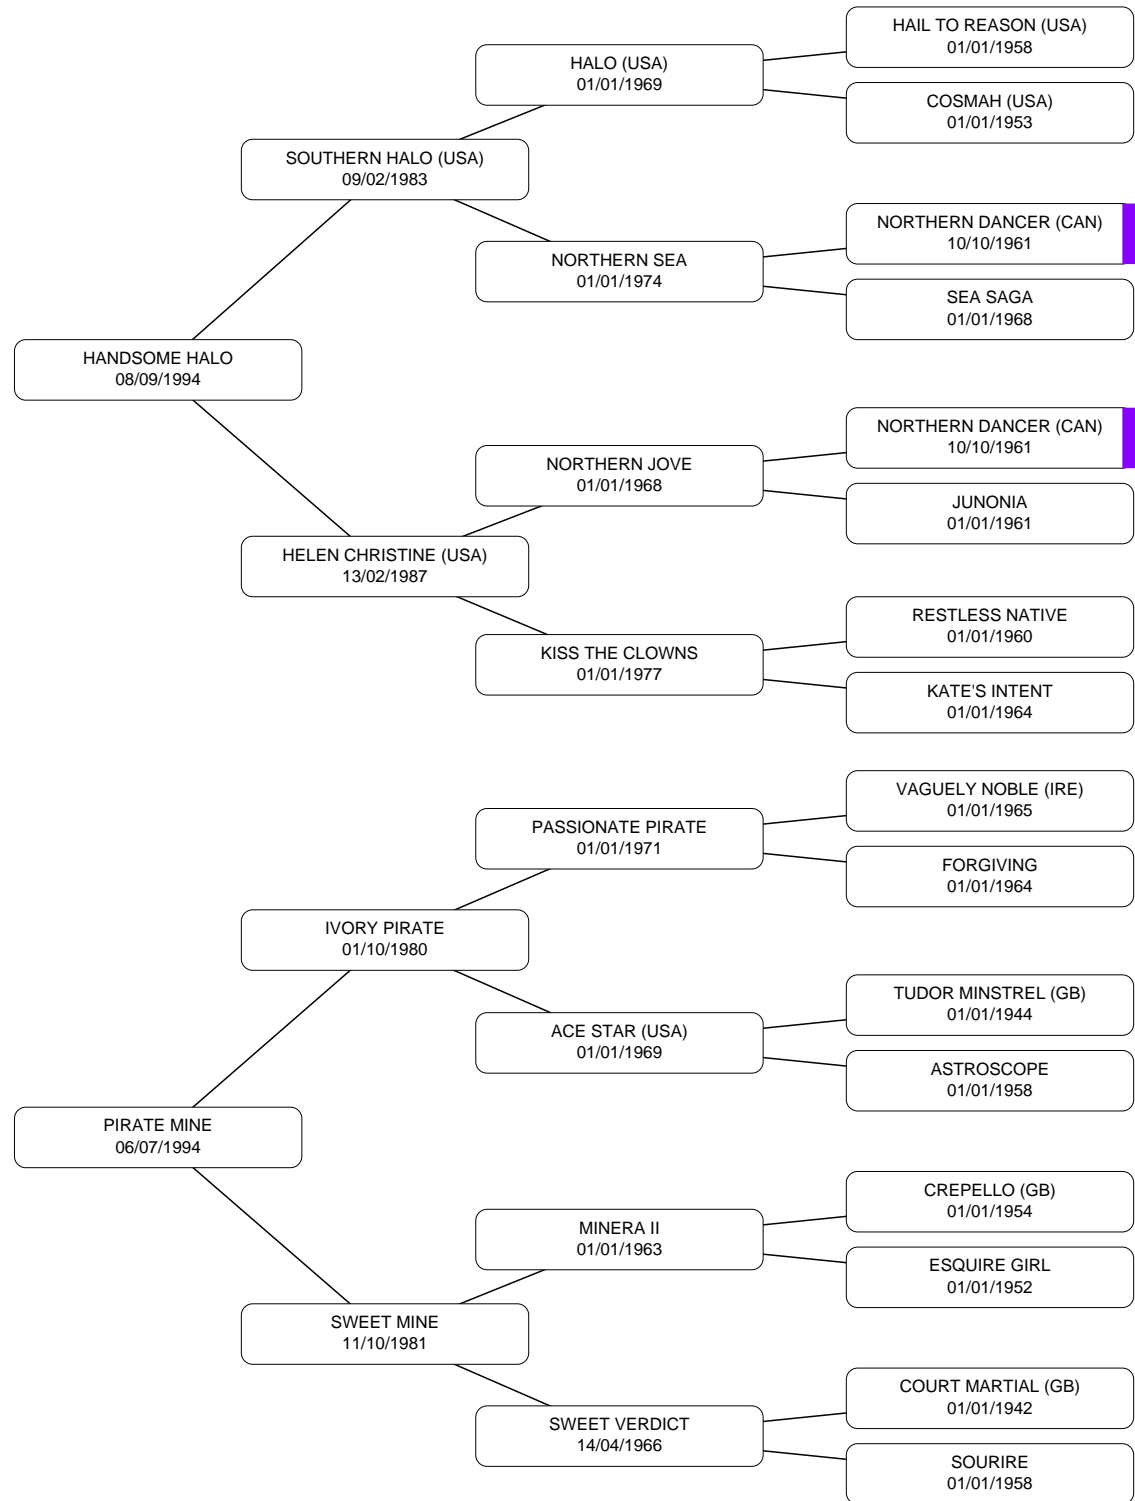 HAIL TO REASON (USA)
01/01/1958
HALO (USA)
01/01/1969
COSMAH (USA)
01/01/1953
SOUTHERN HALO (USA)
09/02/1983
NORTHERN DANCER (CAN)
10/10/1961
NORTHERN SEA
01/01/1974
SEA SAGA
01/01/1968
HANDSOME HALO
08/09/1994
NORTHERN DANCER (CAN)
10/10/1961
NORTHERN JOVE
01/01/1968
JUNONIA
01/01/1961
HELEN CHRISTINE (USA)
13/02/1987
RESTLESS NATIVE
01/01/1960
KISS THE CLOWNS
01/01/1977
KATE'S INTENT
01/01/1964
VAGUELY NOBLE (IRE)
01/01/1965
PASSIONATE PIRATE
01/01/1971
FORGIVING
01/01/1964
IVORY PIRATE
01/10/1980
TUDOR MINSTREL (GB)
01/01/1944
ACE STAR (USA)
01/01/1969
ASTROSCOPE
01/01/1958
PIRATE MINE
06/07/1994
CREPELLO (GB)
01/01/1954
MINERA II
01/01/1963
ESQUIRE GIRL
01/01/1952
SWEET MINE
11/10/1981
COURT MARTIAL (GB)
01/01/1942
SWEET VERDICT
14/04/1966
SOURIRE
01/01/1958